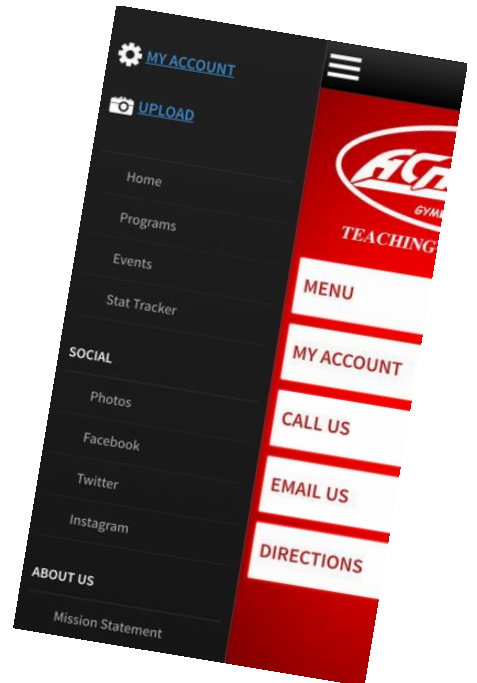 MY ACCOUNT
UPLOAD
Home
Programs
Events
Stat Tracker
SOCIAL
Photos
Facebook
Twitter
Instagram
ABOUT US
Mission Statement
TEACHING
MENU
MY ACCOUNT
CALL US
EMAIL US
DIRECTIONS